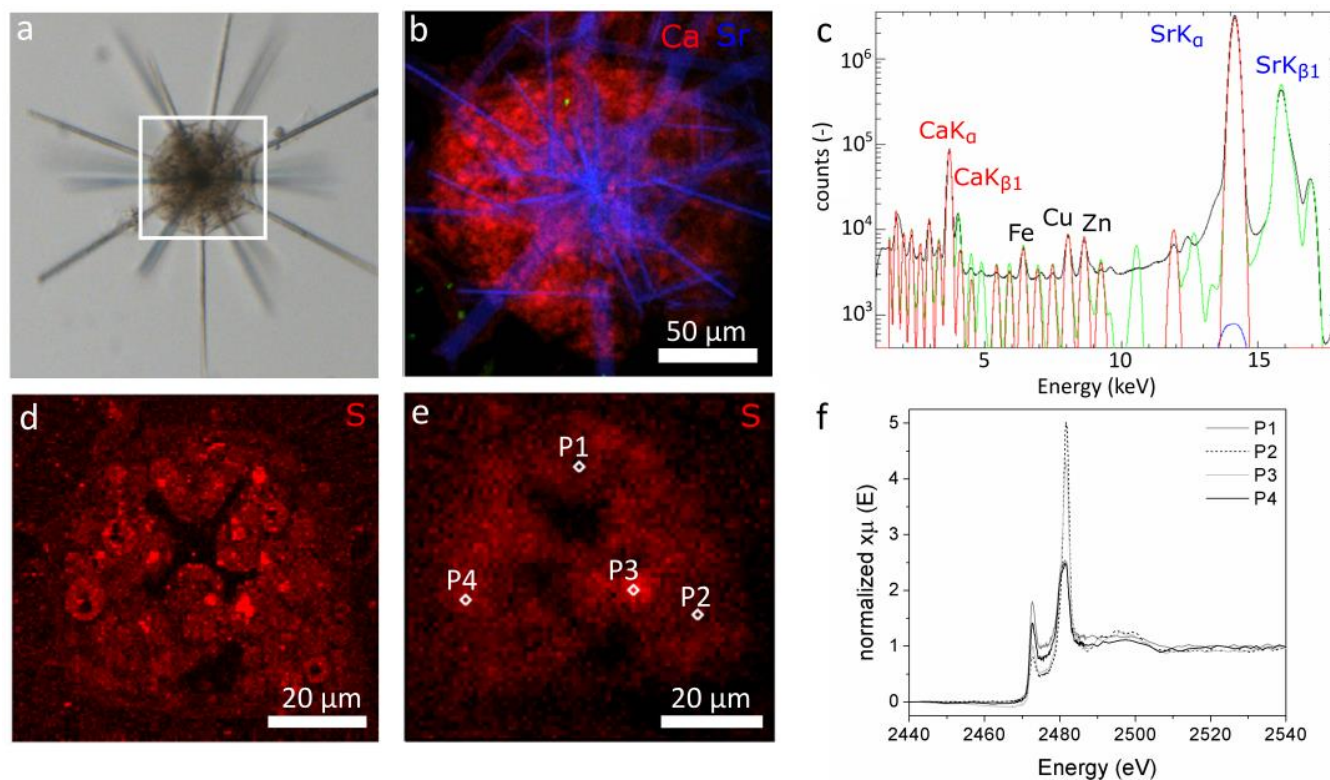 a
b
Ca Sr
50 µm
c
counts (-)
10⁶
10⁵
10⁴
10³
CaKα
CaKβ1
Fe
Cu
Zn
SrKα
SrKβ1
5
10
15
Energy (keV)
d
S
20 µm
e
S
P1
P4
P3
P2
20 µm
f
normalized xµ (E)
5
4
3
2
1
0
P1
P2
P3
P4
2440
2460
2480
2500
2520
2540
Energy (eV)